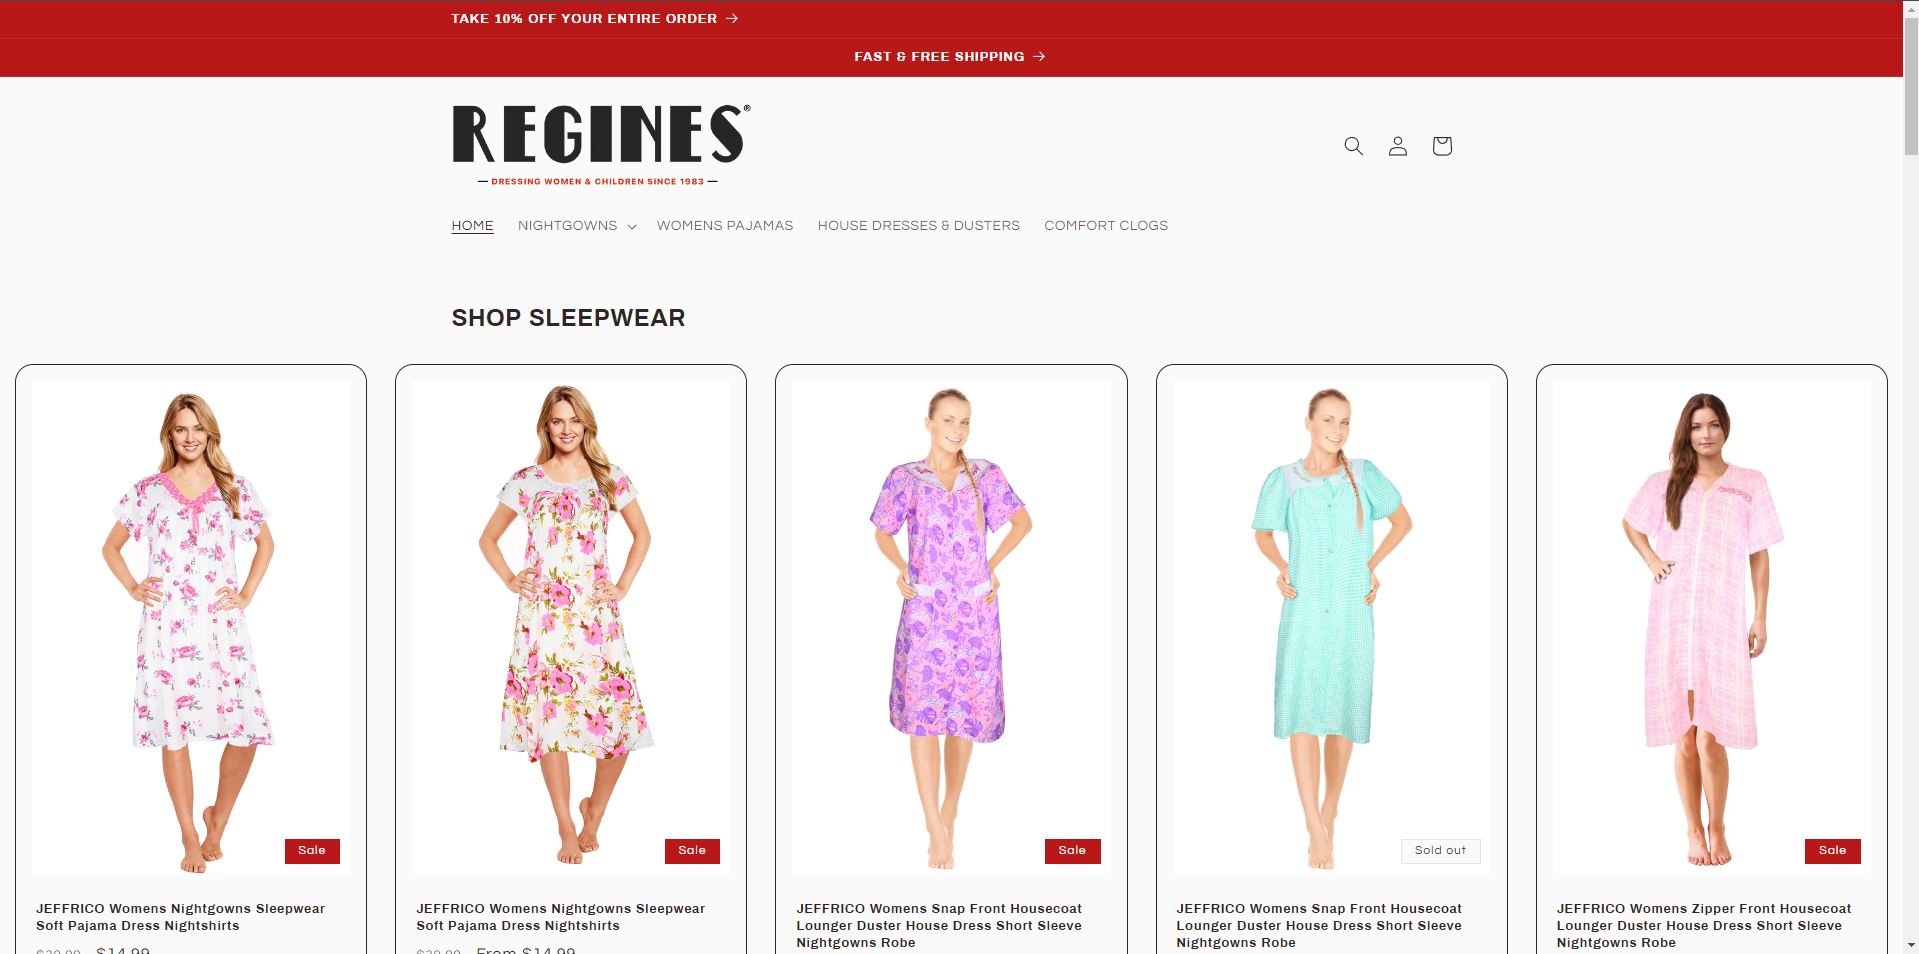 TAKE 10% OFF YOUR ENTIRE ORDER
FAST & FREE SHIPPING
REGINES®
DRESSING WOMEN & CHILDREN SINCE 1983
HOME NIGHTGOWNS WOMENS PAJAMAS HOUSE DRESSES & DUSTERS COMFORT CLOGS
SHOP SLEEPWEAR
Sale
JEFFRICO Womens Nightgowns Sleepwear
Soft Pajama Dress Nightshirts
$14.99
Sale
JEFFRICO Womens Nightgowns Sleepwear
Soft Pajama Dress Nightshirts
From $14.99
Sale
JEFFRICO Womens Snap Front Housecoat
Lounger Duster House Dress Short Sleeve
Nightgowns Robe
Sold out
JEFFRICO Womens Snap Front Housecoat
Lounger Duster House Dress Short Sleeve
Nightgowns Robe
Sale
JEFFRICO Womens Zipper Front Housecoat
Lounger Duster House Dress Short Sleeve
Nightgowns Robe